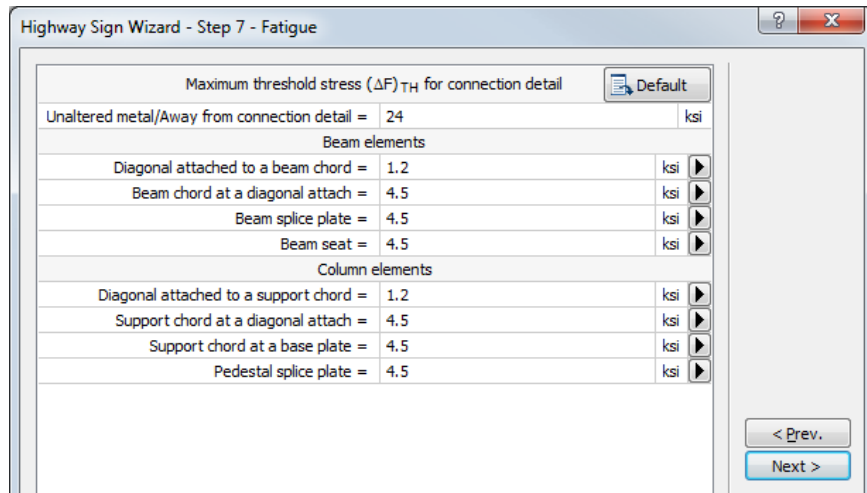 Highway Sign Wizard - Step 7 - Fatigue
? X
Maximum threshold stress (ΔF)TH for connection detail Default
Unaltered metal/Away from connection detail = 24 ksi
Beam elements
Diagonal attached to a beam chord = 1.2 ksi
Beam chord at a diagonal attach = 4.5 ksi
Beam splice plate = 4.5 ksi
Beam seat = 4.5 ksi
Column elements
Diagonal attached to a support chord = 1.2 ksi
Support chord at a diagonal attach = 4.5 ksi
Support chord at a base plate = 4.5 ksi
Pedestal splice plate = 4.5 ksi
< Prev.
Next >